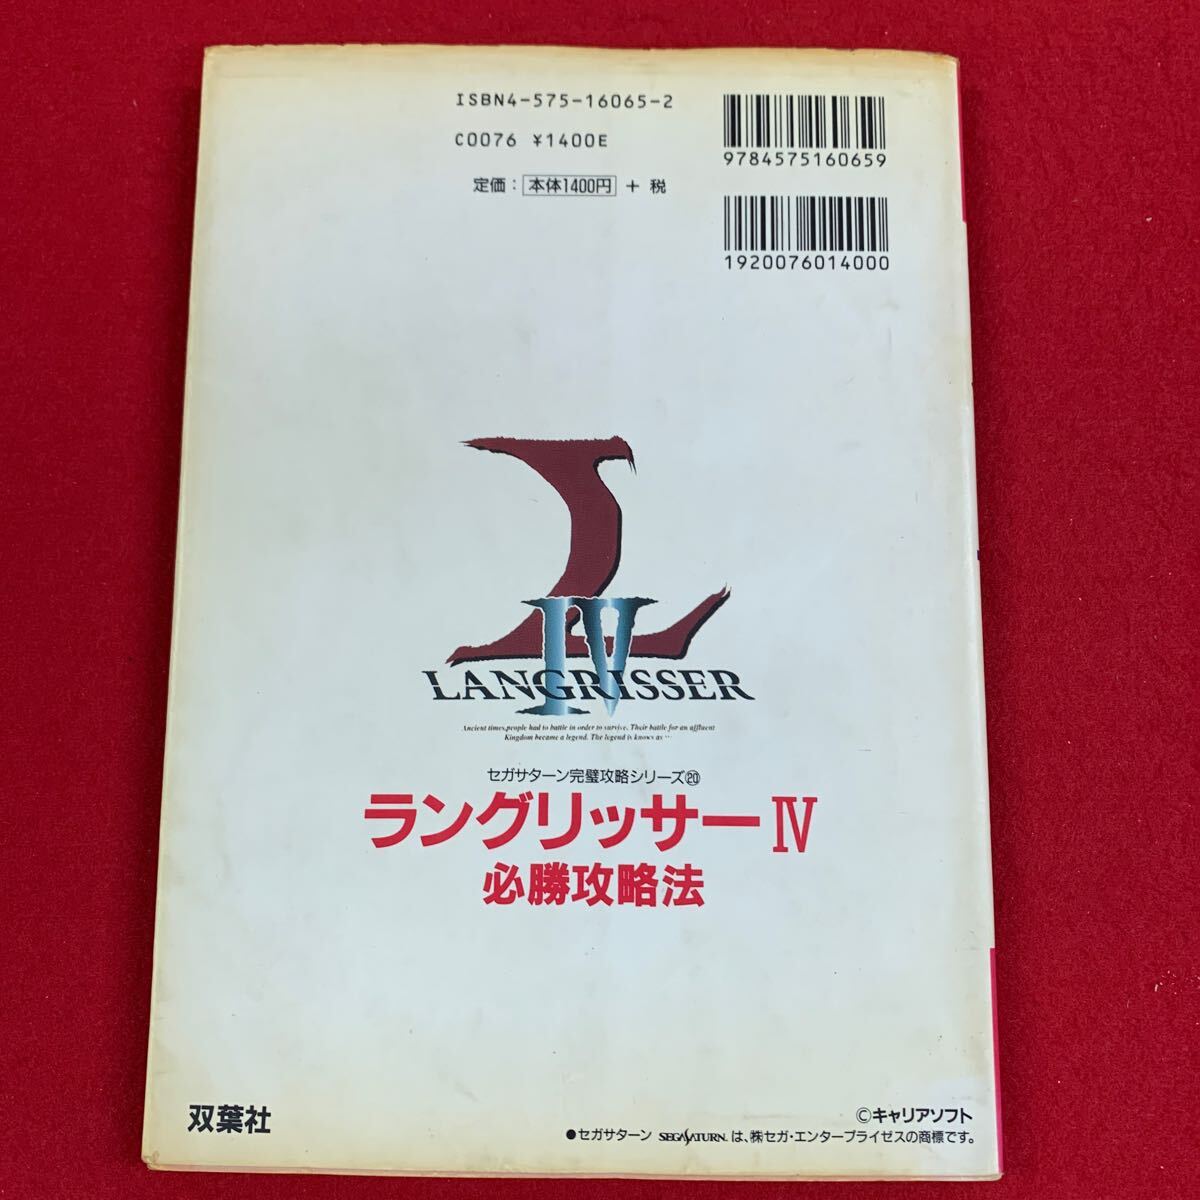 ISBN4-575-16065-2
C0076 ¥1400E
定価：本体1400円 + 税
9784575160659
1920076014000
L
IV
LANGRISSER
Ancient times,people had to battle in order to survive. Their battle for an affluent
Kingdom became a legend. The legend is knows as …
セガサターン完璧攻略シリーズ⑳
ラングリッサーⅣ
必勝攻略法
双葉社
©キャリアソフト
●セガサターン SEGA SATURN は、㈱セガ・エンタープライゼスの商標です。